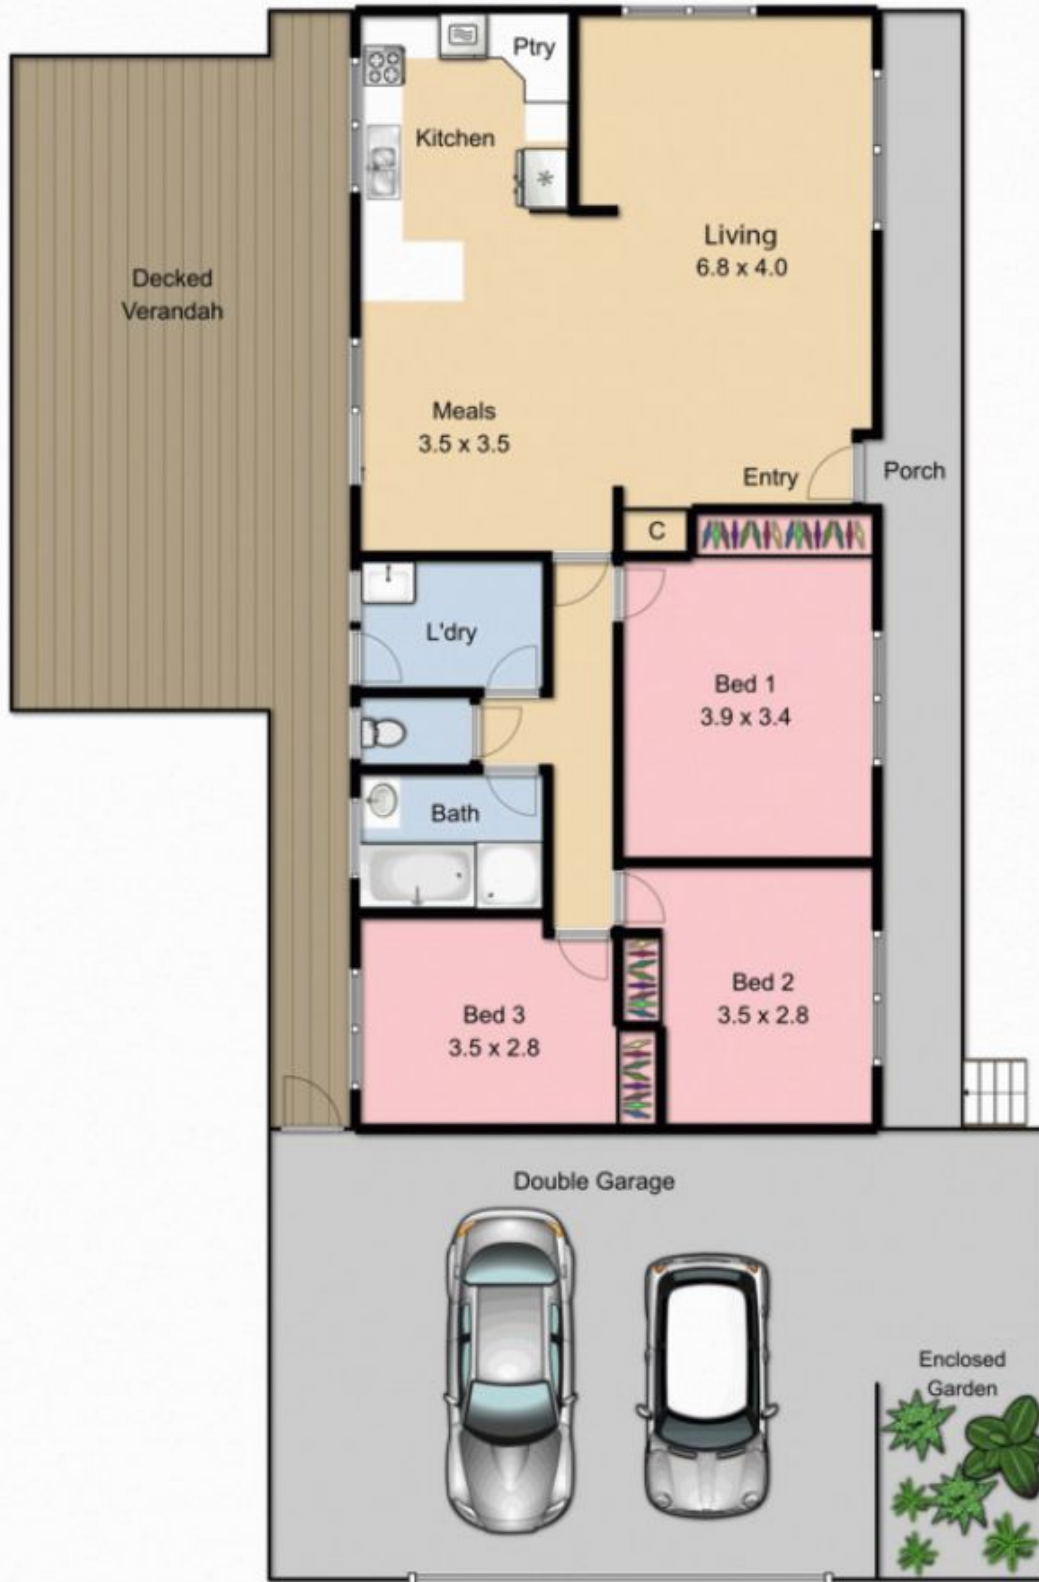 Ptry
Kitchen
Living
6.8 x 4.0
Decked
Verandah
Meals
3.5 x 3.5
Entry
Porch
C
L'dry
Bed 1
3.9 x 3.4
Bath
Bed 2
3.5 x 2.8
Bed 3
3.5 x 2.8
Double Garage
Enclosed
Garden